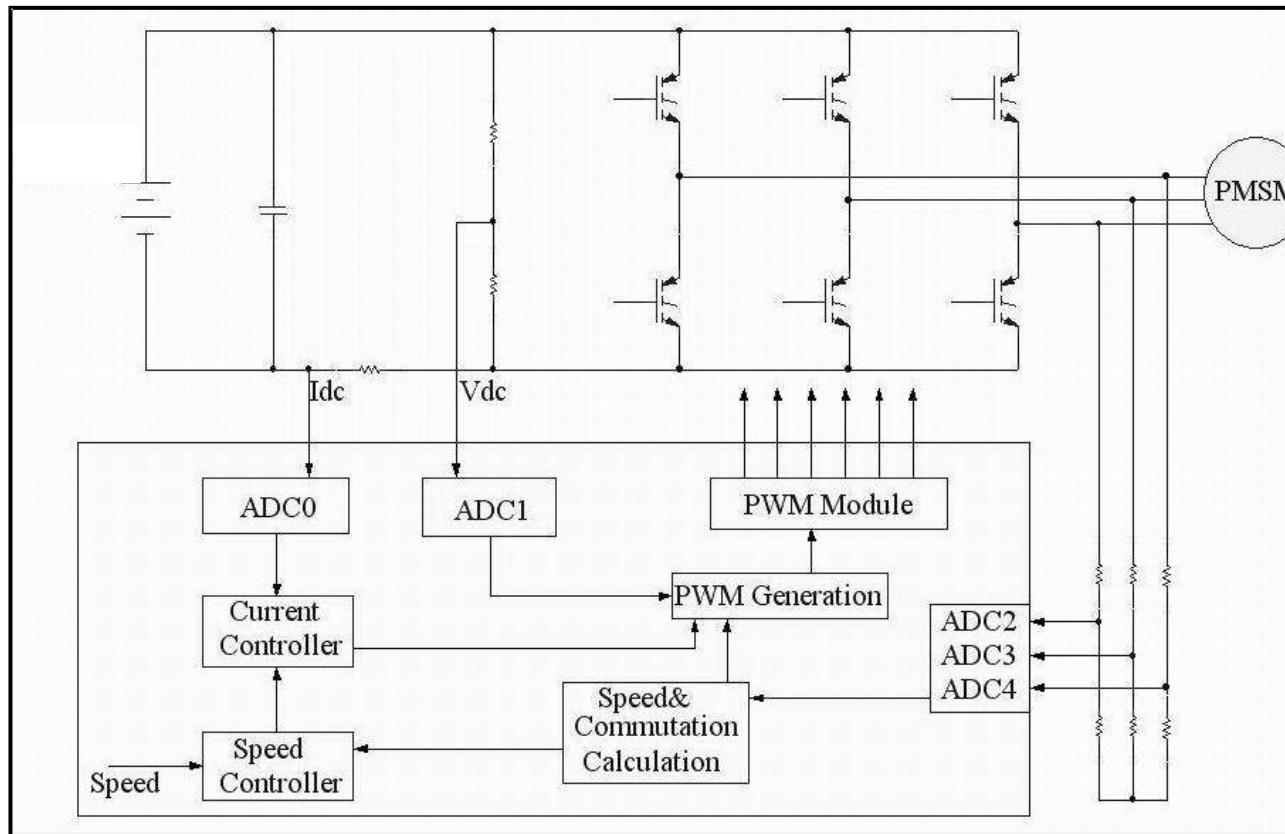 PMSM
Idc
Vdc
ADC0
ADC1
PWM Module
Current
Controller
PWM Generation
ADC2
ADC3
ADC4
Speed&
Commutation
Calculation
Speed
Controller
Speed